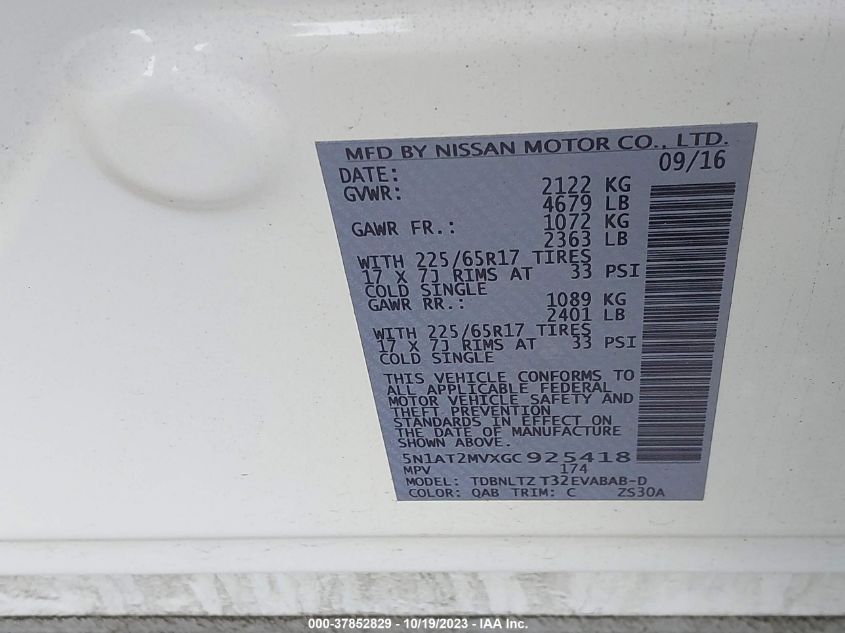 MFD BY NISSAN MOTOR CO., LTD.
DATE: 09/16
GVWR: 2122 KG
4679 LB
GAWR FR.: 1072 KG
2363 LB
WITH 225/65R17 TIRES
17 X 7J RIMS AT 33 PSI
COLD SINGLE
GAWR RR.: 1089 KG
2401 LB
WITH 225/65R17 TIRES
17 X 7J RIMS AT 33 PSI
COLD SINGLE
THIS VEHICLE CONFORMS TO
ALL APPLICABLE FEDERAL
MOTOR VEHICLE SAFETY AND
THEFT PREVENTION
STANDARDS IN EFFECT ON
THE DATE OF MANUFACTURE
SHOWN ABOVE.
5N1AT2MVXGC925418
MPV 174
MODEL: TDBNLTZ T32EVABAB-D
COLOR: QAB TRIM: C ZS30A
000-37852829 - 10/19/2023 - IAA Inc.